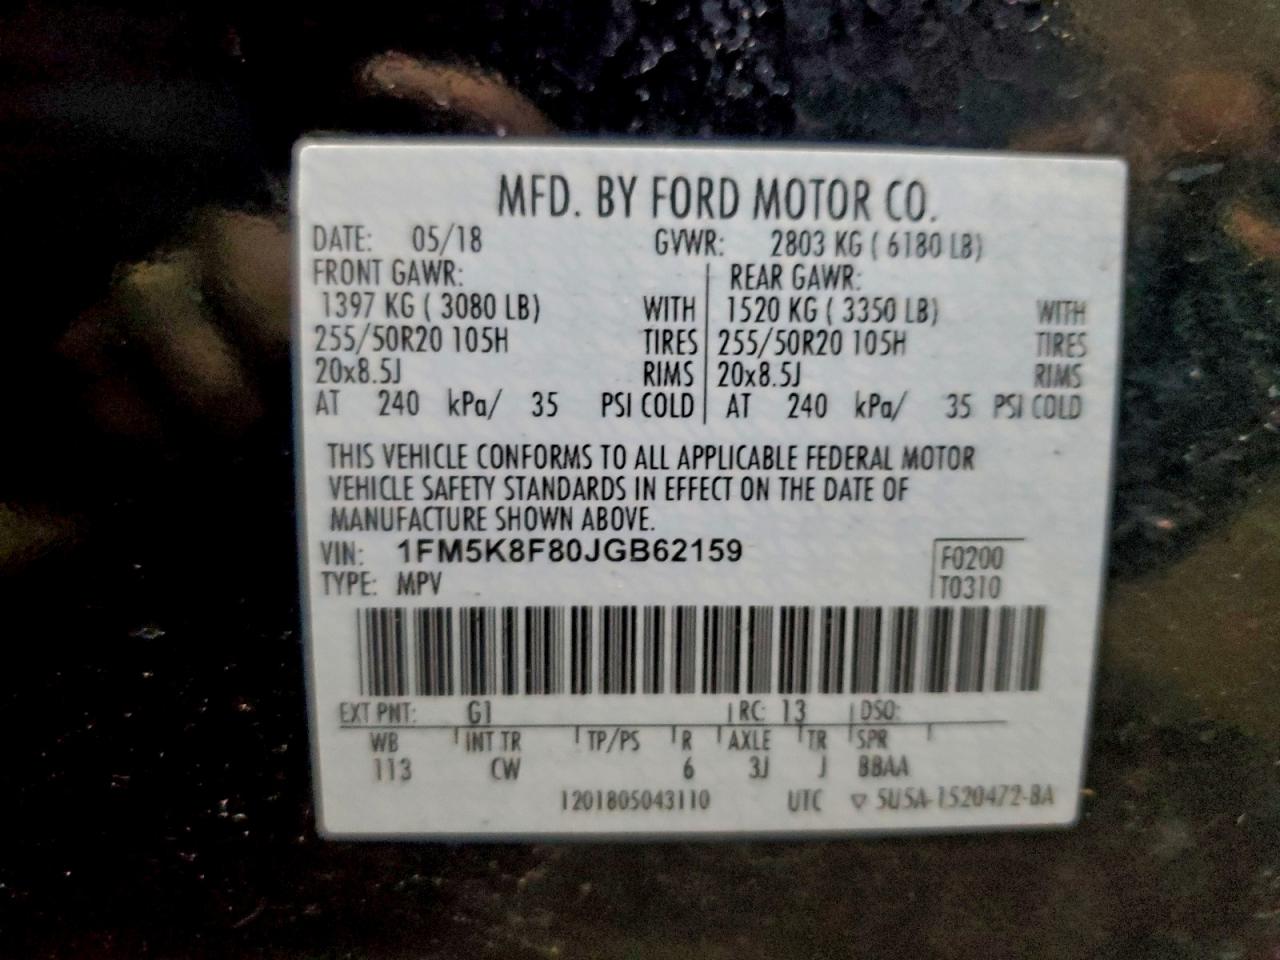 MFD. BY FORD MOTOR CO.
DATE: 05/18 GVWR: 2803 KG ( 6180 LB)
FRONT GAWR: REAR GAWR:
1397 KG ( 3080 LB) WITH 1520 KG ( 3350 LB) WITH
255/50R20 105H TIRES 255/50R20 105H TIRES
20x8.5J RIMS 20x8.5J RIMS
AT 240 kPa/ 35 PSI COLD AT 240 kPa/ 35 PSI COLD
THIS VEHICLE CONFORMS TO ALL APPLICABLE FEDERAL MOTOR
VEHICLE SAFETY STANDARDS IN EFFECT ON THE DATE OF
MANUFACTURE SHOWN ABOVE.
VIN: 1FM5K8F80JGB62159 F0200
TYPE: MPV T0310
EXT PNT: G1 RC: 13 DSO:
WB INT TR TP/PS R AXLE TR SPR
113 CW 6 3J J BBAA
1201805043110 UTC ▽ 5U5A-1520472-BA